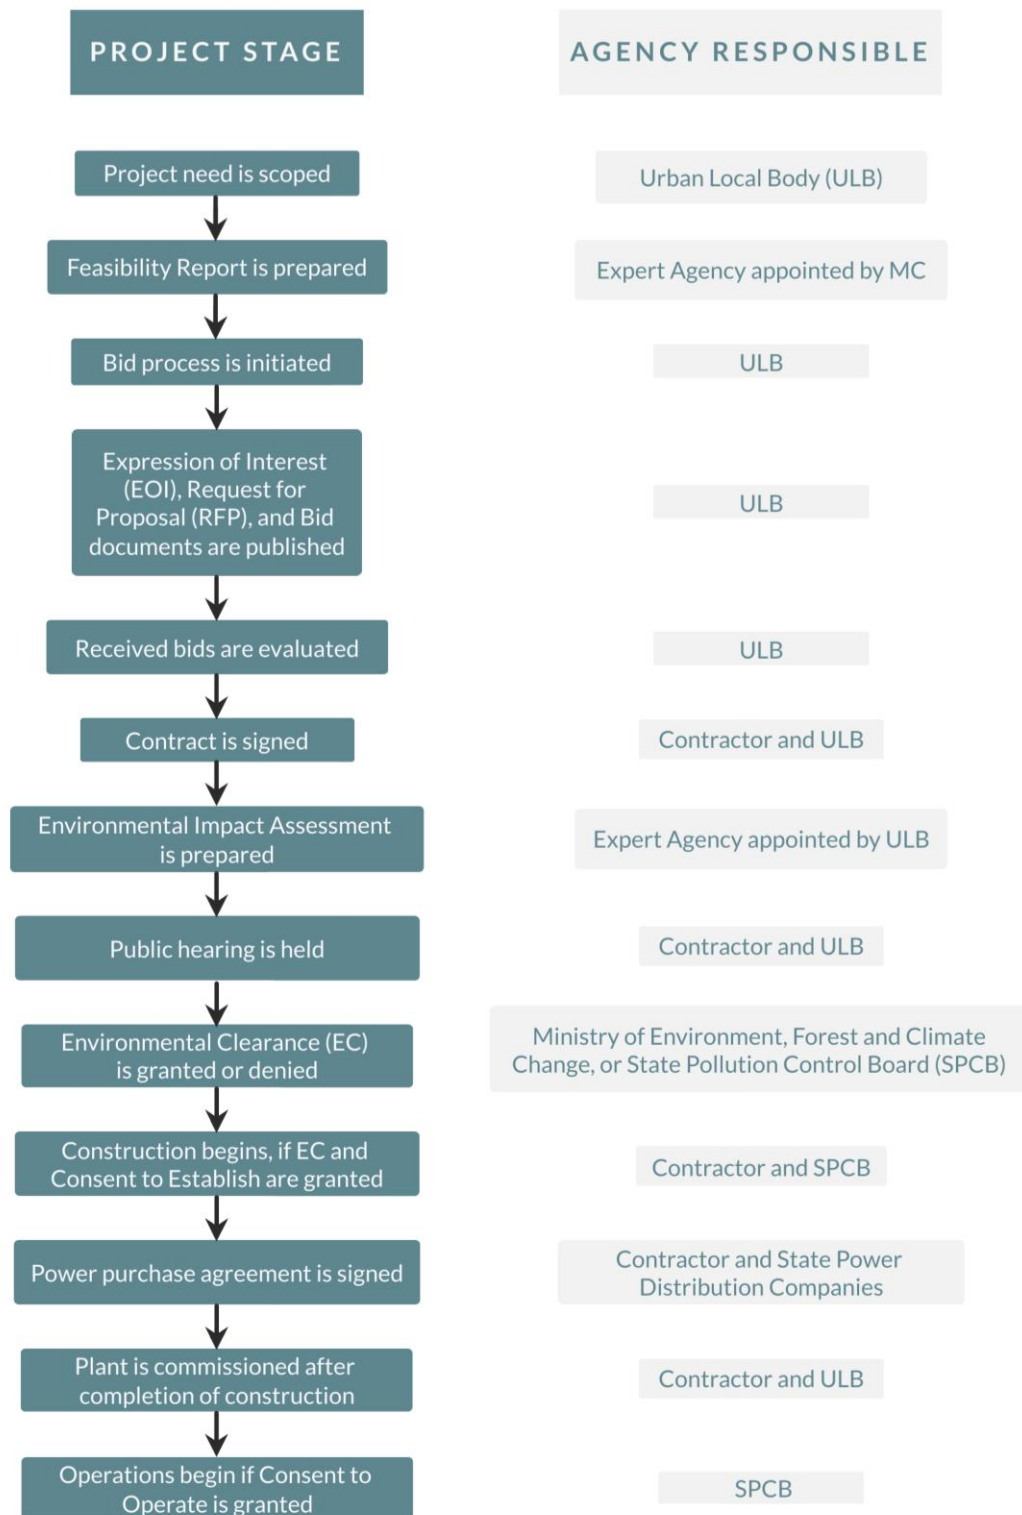 PROJECT STAGE
AGENCY RESPONSIBLE
Project need is scoped
Urban Local Body (ULB)
Feasibility Report is prepared
Expert Agency appointed by MC
Bid process is initiated
ULB
Expression of Interest
(EOI), Request for
Proposal (RFP), and Bid
documents are published
ULB
Received bids are evaluated
ULB
Contract is signed
Contractor and ULB
Environmental Impact Assessment
is prepared
Expert Agency appointed by ULB
Public hearing is held
Contractor and ULB
Environmental Clearance (EC)
is granted or denied
Ministry of Environment, Forest and Climate
Change, or State Pollution Control Board (SPCB)
Construction begins, if EC and
Consent to Establish are granted
Contractor and SPCB
Power purchase agreement is signed
Contractor and State Power
Distribution Companies
Plant is commissioned after
completion of construction
Contractor and ULB
Operations begin if Consent to
Operate is granted
SPCB